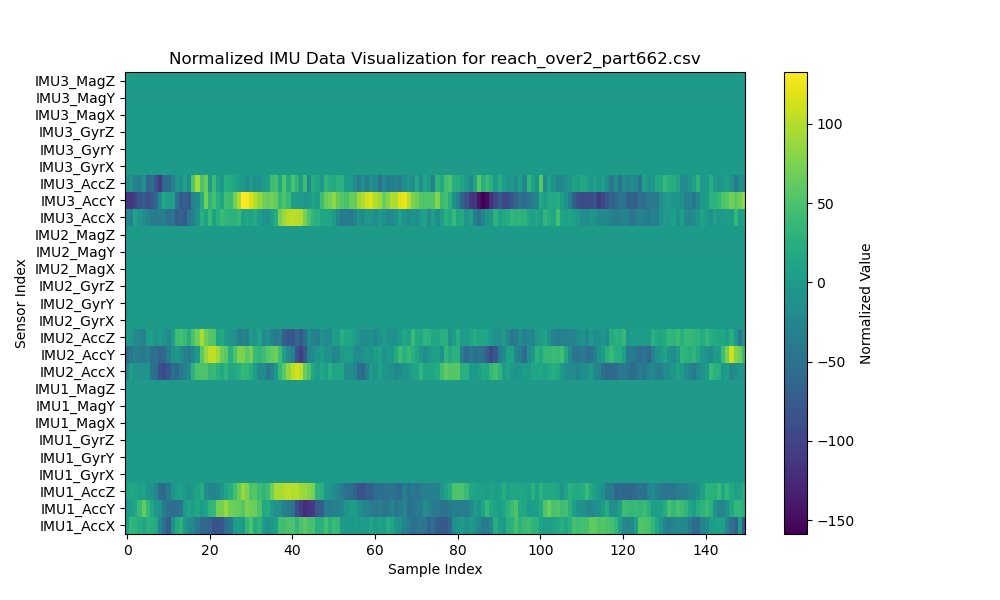 Normalized IMU Data Visualization for reach_over2_part662.csv
IMU3_MagZ
IMU3_MagY
IMU3_MagX
IMU3_GyrZ
IMU3_GyrY
IMU3_GyrX
IMU3_AccZ
IMU3_AccY
IMU3_AccX
IMU2_MagZ
IMU2_MagY
IMU2_MagX
IMU2_GyrZ
IMU2_GyrY
IMU2_GyrX
IMU2_AccZ
IMU2_AccY
IMU2_AccX
IMU1_MagZ
IMU1_MagY
IMU1_MagX
IMU1_GyrZ
IMU1_GyrY
IMU1_GyrX
IMU1_AccZ
IMU1_AccY
IMU1_AccX
Sensor Index
0 20 40 60 80 100 120 140
Sample Index
100
50
0
−50
−100
−150
Normalized Value